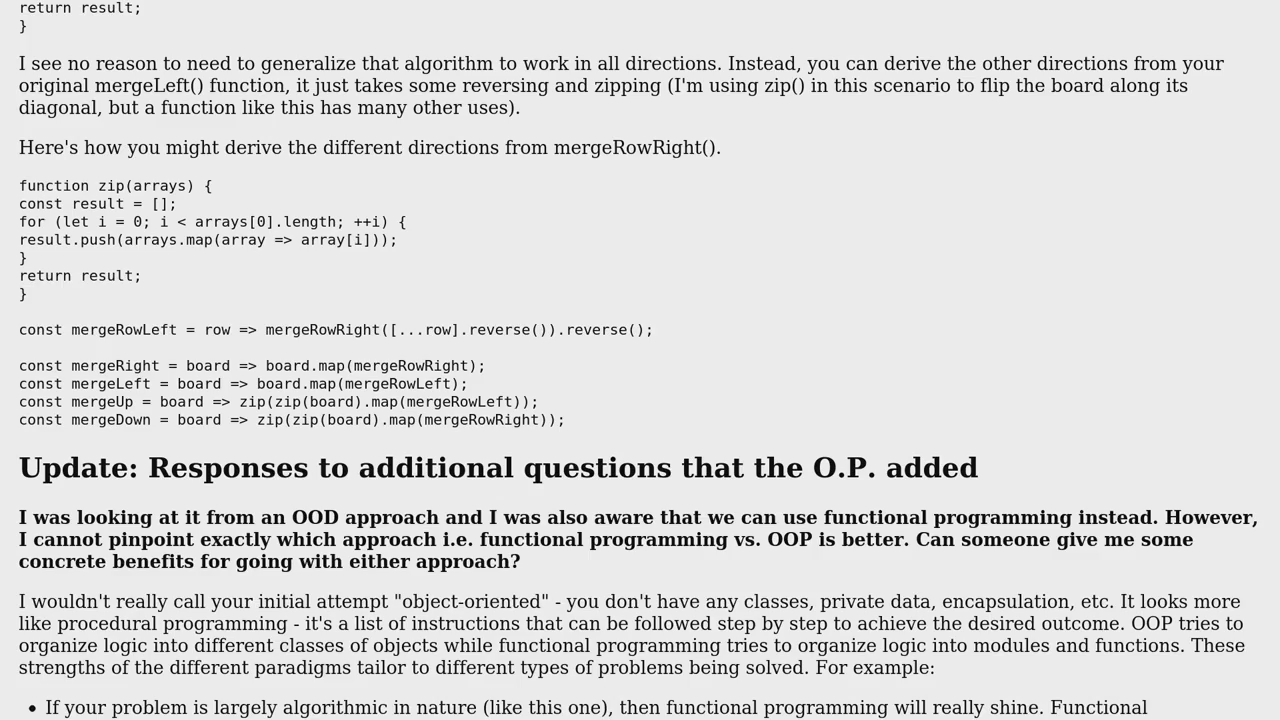 return result;
}
I see no reason to need to generalize that algorithm to work in all directions. Instead, you can derive the other directions from your
original mergeLeft() function, it just takes some reversing and zipping (I'm using zip() in this scenario to flip the board along its
diagonal, but a function like this has many other uses).
Here's how you might derive the different directions from mergeRowRight().
function zip(arrays) {
const result = [];
for (let i = 0; i < arrays[0].length; ++i) {
result.push(arrays.map(array => array[i]));
}
return result;
}
const mergeRowLeft = row => mergeRowRight([...row].reverse()).reverse();
const mergeRight = board => board.map(mergeRowRight);
const mergeLeft = board => board.map(mergeRowLeft);
const mergeUp = board => zip(zip(board).map(mergeRowLeft));
const mergeDown = board => zip(zip(board).map(mergeRowRight));
Update: Responses to additional questions that the O.P. added
I was looking at it from an OOD approach and I was also aware that we can use functional programming instead. However,
I cannot pinpoint exactly which approach i.e. functional programming vs. OOP is better. Can someone give me some
concrete benefits for going with either approach?
I wouldn't really call your initial attempt "object-oriented" - you don't have any classes, private data, encapsulation, etc. It looks more
like procedural programming - it's a list of instructions that can be followed step by step to achieve the desired outcome. OOP tries to
organize logic into different classes of objects while functional programming tries to organize logic into modules and functions. These
strengths of the different paradigms tailor to different types of problems being solved. For example:
• If your problem is largely algorithmic in nature (like this one), then functional programming will really shine. Functional